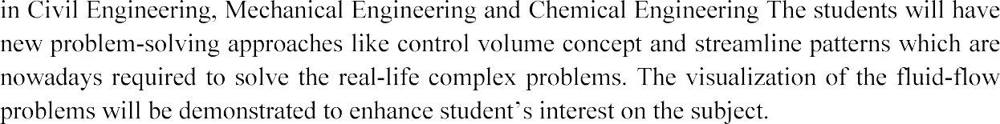 in Civil Engineering, Mechanical Engineering and Chemical Engineering The students will have
new problem-solving approaches like control volume concept and streamline patterns which are
nowadays required to solve the real-life complex problems. The visualization of the fluid-flow
problems will be demonstrated to enhance student’s interest on the subject.